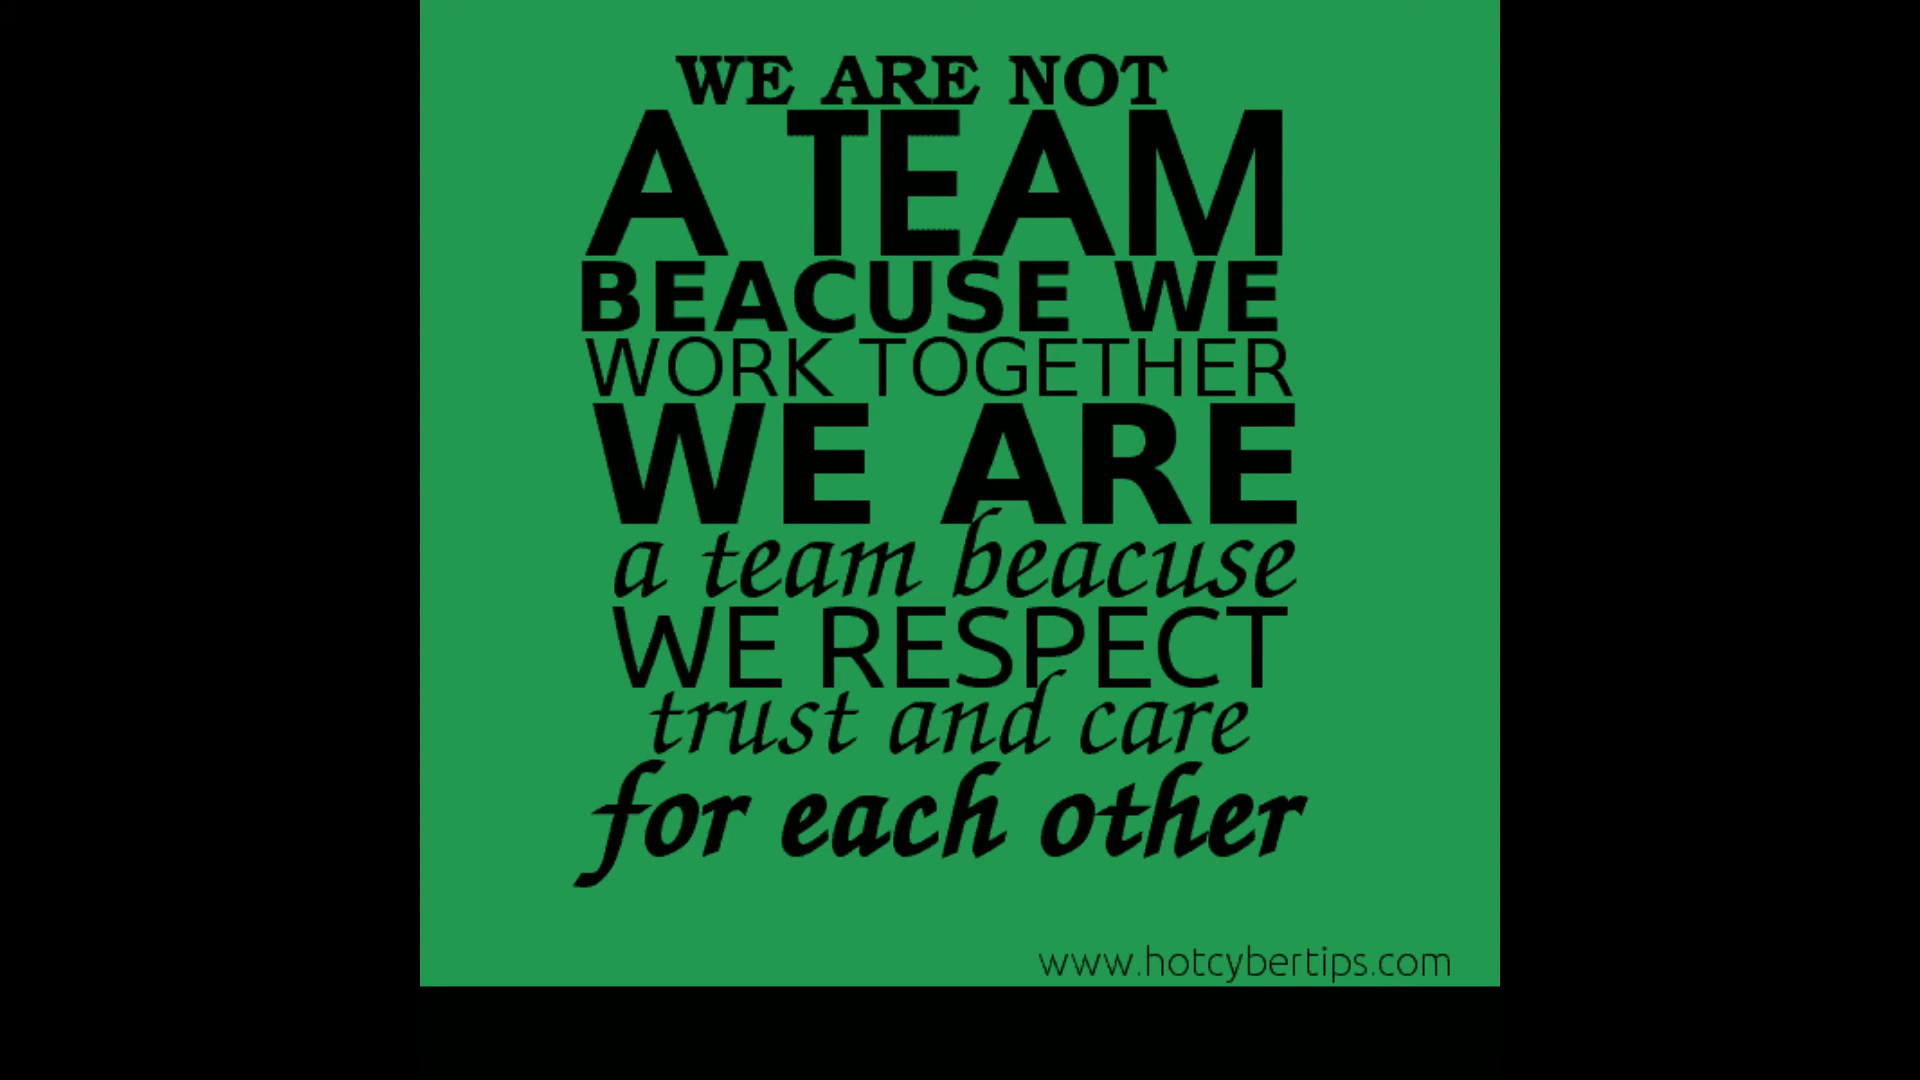 WE ARE NOT
A TEAM
BEACUSE WE
WORK TOGETHER
WE ARE
a team beacuse
WE RESPECT
trust and care
for each other
www.hotcybertips.com